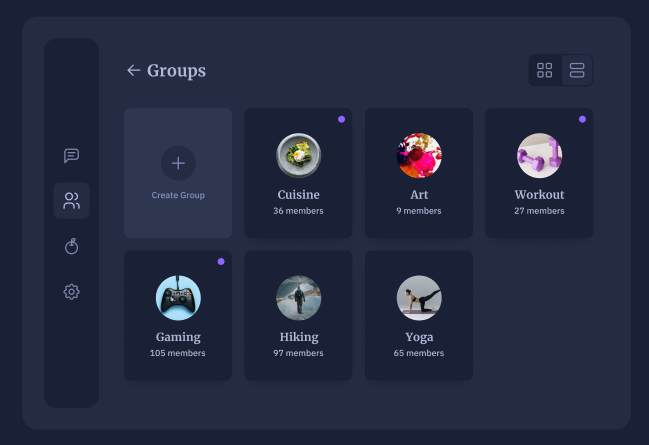 Groups
Create Group
Cuisine
36 members
Art
9 members
Workout
27 members
Gaming
105 members
Hiking
97 members
Yoga
65 members